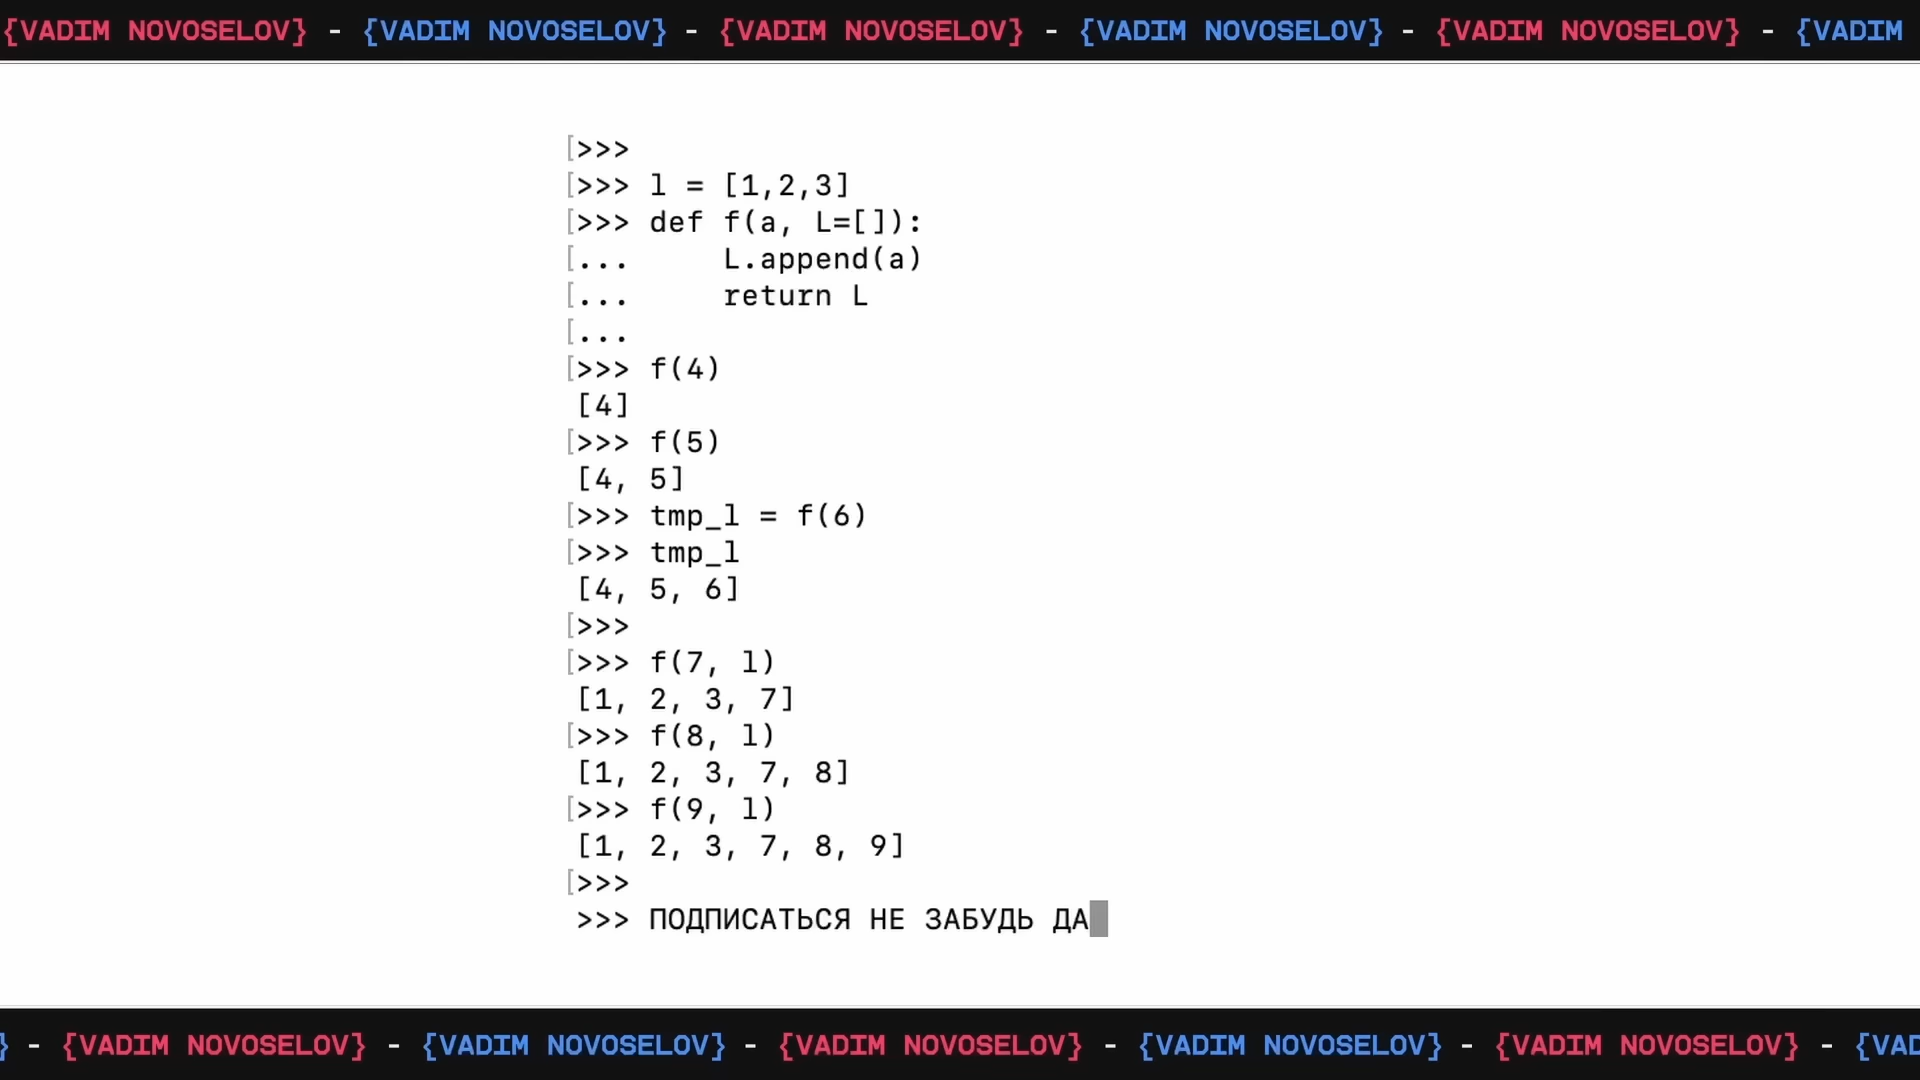 {VADIM NOVOSELOV} - {VADIM NOVOSELOV} - {VADIM NOVOSELOV} - {VADIM NOVOSELOV} - {VADIM NOVOSELOV} - {VADIM
[>>>
[>>> l = [1,2,3]
[>>> def f(a, L=[]):
[...     L.append(a)
[...     return L
[...
[>>> f(4)
[4]
[>>> f(5)
[4, 5]
[>>> tmp_l = f(6)
[>>> tmp_l
[4, 5, 6]
[>>>
[>>> f(7, l)
[1, 2, 3, 7]
[>>> f(8, l)
[1, 2, 3, 7, 8]
[>>> f(9, l)
[1, 2, 3, 7, 8, 9]
[>>>
>>> ПОДПИСАТЬСЯ НЕ ЗАБУДЬ ДА
} - {VADIM NOVOSELOV} - {VADIM NOVOSELOV} - {VADIM NOVOSELOV} - {VADIM NOVOSELOV} - {VADIM NOVOSELOV} - {VAD